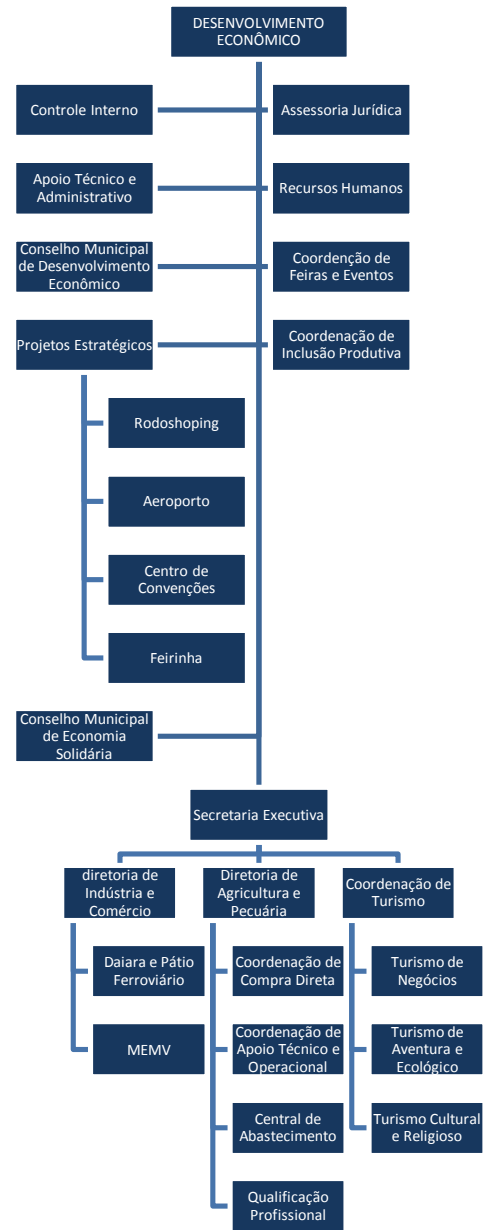 DESENVOLVIMENTO
ECONÔMICO
Controle Interno
Assessoria Jurídica
Apoio Técnico e
Administrativo
Recursos Humanos
Conselho Municipal
de Desenvolvimento
Econômico
Coordenção de
Feiras e Eventos
Projetos Estratégicos
Coordenação de
Inclusão Produtiva
Rodoshoping
Aeroporto
Centro de
Convenções
Feirinha
Conselho Municipal
de Economia
Solidária
Secretaria Executiva
diretoria de
Indústria e
Comércio
Diretoria de
Agricultura e
Pecuária
Coordenação de
Turismo
Daiara e Pátio
Ferroviário
Coordenação de
Compra Direta
Turismo de
Negócios
MEMV
Coordenação de
Apoio Técnico e
Operacional
Turismo de
Aventura e
Ecológico
Central de
Abastecimento
Turismo Cultural
e Religioso
Qualificação
Profissional